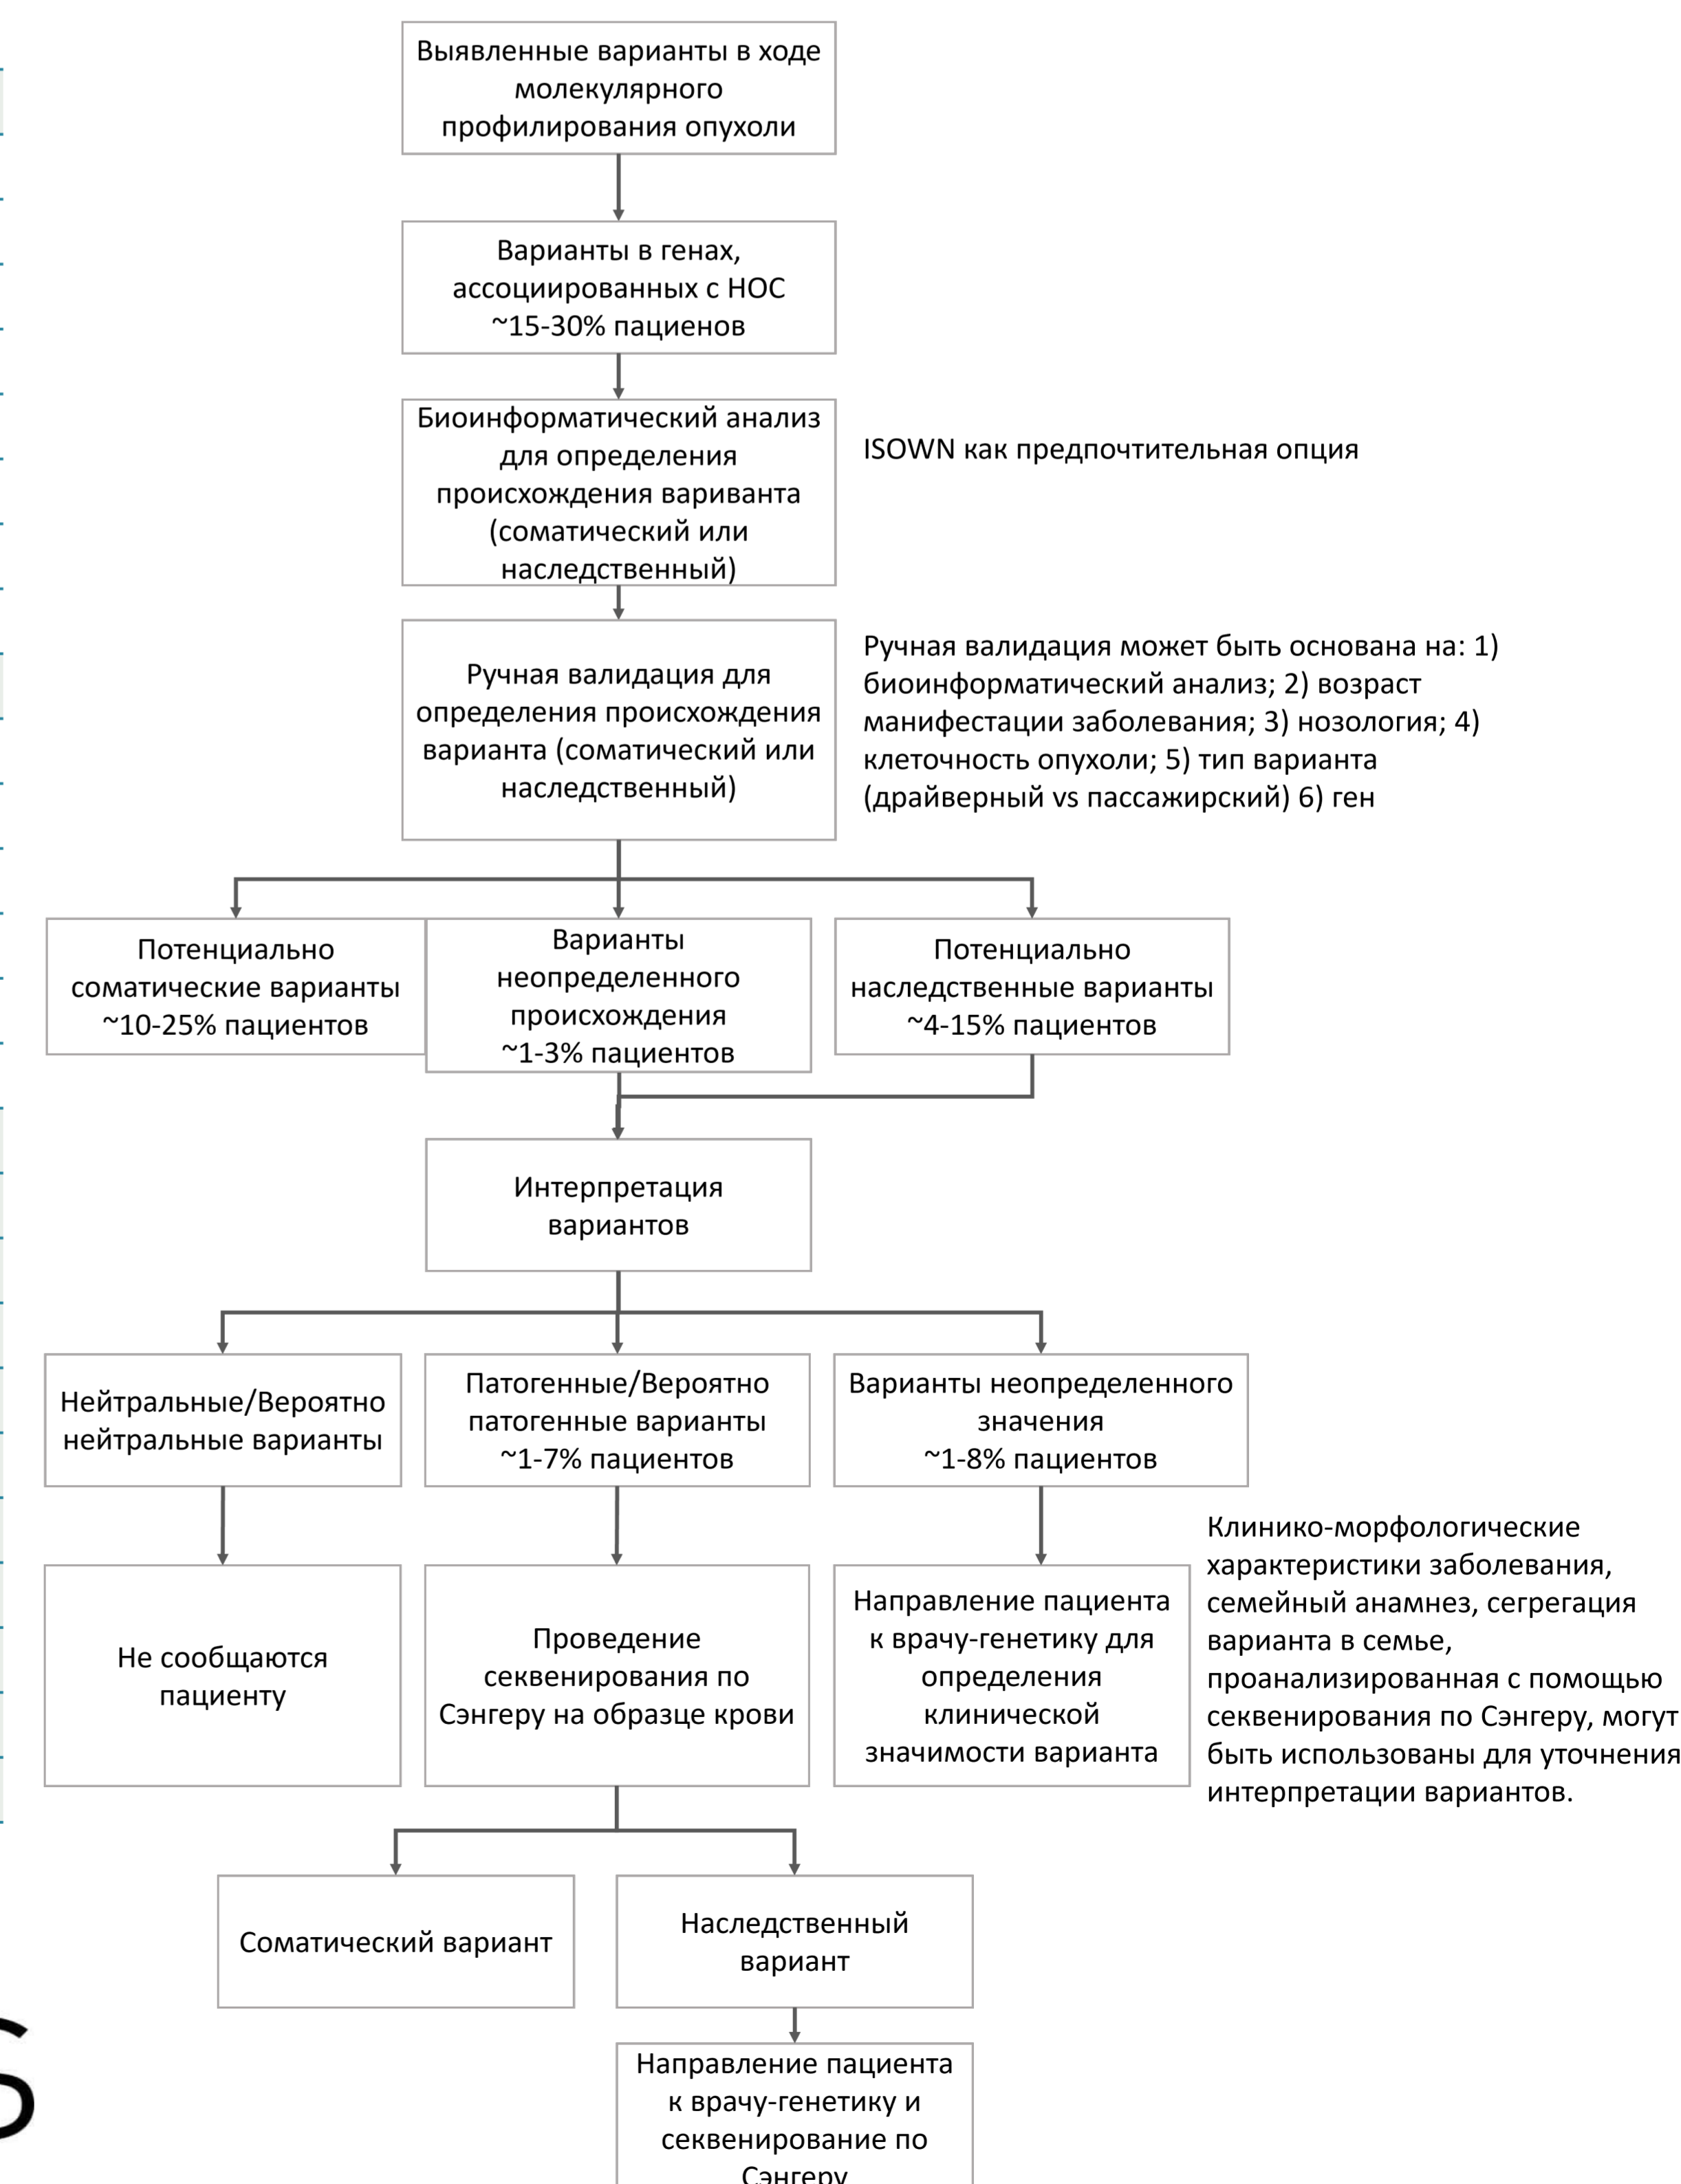 Выявленные варианты в ходе
молекулярного
профилирования опухоли
Варианты в генах,
ассоциированных с НОС
~15-30% пациенов
Биоинформатический анализ
для определения
происхождения вариванта
(соматический или
наследственный)
ISOWN как предпочтительная опция
Ручная валидация для
определения происхождения
варианта (соматический или
наследственный)
Ручная валидация может быть основана на: 1)
биоинформатический анализ; 2) возраст
манифестации заболевания; 3) нозология; 4)
клеточность опухоли; 5) тип варианта
(драйверный vs пассажирский) 6) ген
Потенциально
соматические варианты
~10-25% пациентов
Варианты
неопределенного
происхождения
~1-3% пациентов
Потенциально
наследственные варианты
~4-15% пациентов
Интерпретация
вариантов
Нейтральные/Вероятно
нейтральные варианты
Патогенные/Вероятно
патогенные варианты
~1-7% пациентов
Варианты неопределенного
значения
~1-8% пациентов
Не сообщаются
пациенту
Проведение
секвенирования по
Сэнгеру на образце крови
Направление пациента
к врачу-генетику для
определения
клинической
значимости варианта
Клинико-морфологические
характеристики заболевания,
семейный анамнез, сегрегация
варианта в семье,
проанализированная с помощью
секвенирования по Сэнгеру, могут
быть использованы для уточнения
интерпретации вариантов.
Соматический вариант
Наследственный
вариант
Направление пациента
к врачу-генетику и
секвенирование по
Сэнгеру